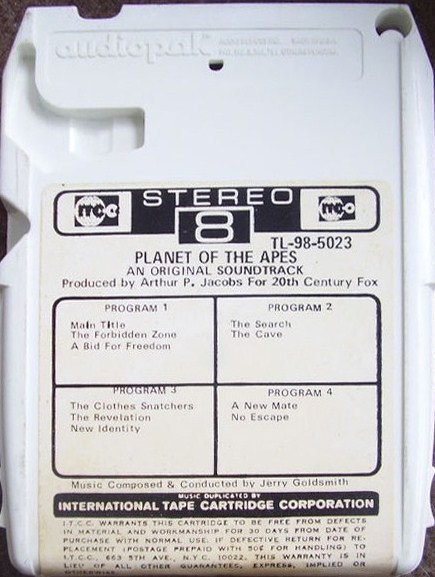 audiopak
STEREO
8
itcc
itcc
TL-98-5023
PLANET OF THE APES
AN ORIGINAL SOUNDTRACK
Produced by Arthur P. Jacobs For 20th Century Fox
PROGRAM 1
Main Title
The Forbidden Zone
A Bid For Freedom
PROGRAM 2
The Search
The Cave
PROGRAM 3
The Clothes Snatchers
The Revelation
New Identity
PROGRAM 4
A New Mate
No Escape
Music Composed & Conducted by Jerry Goldsmith
MUSIC DUPLICATED BY
INTERNATIONAL TAPE CARTRIDGE CORPORATION
I.T.C.C. WARRANTS THIS CARTRIDGE TO BE FREE FROM DEFECTS
IN MATERIAL AND WORKMANSHIP FOR 30 DAYS FROM DATE OF
PURCHASE WITH NORMAL USE. IF DEFECTIVE RETURN FOR RE-
PLACEMENT (POSTAGE PREPAID WITH 50¢ FOR HANDLING) TO
I.T.C.C., 663 5TH AVE., N.Y.C. 10022. THIS WARRANTY IS IN
LIEU OF ALL OTHER GUARANTEES, EXPRESS, IMPLIED OR
OTHERWISE